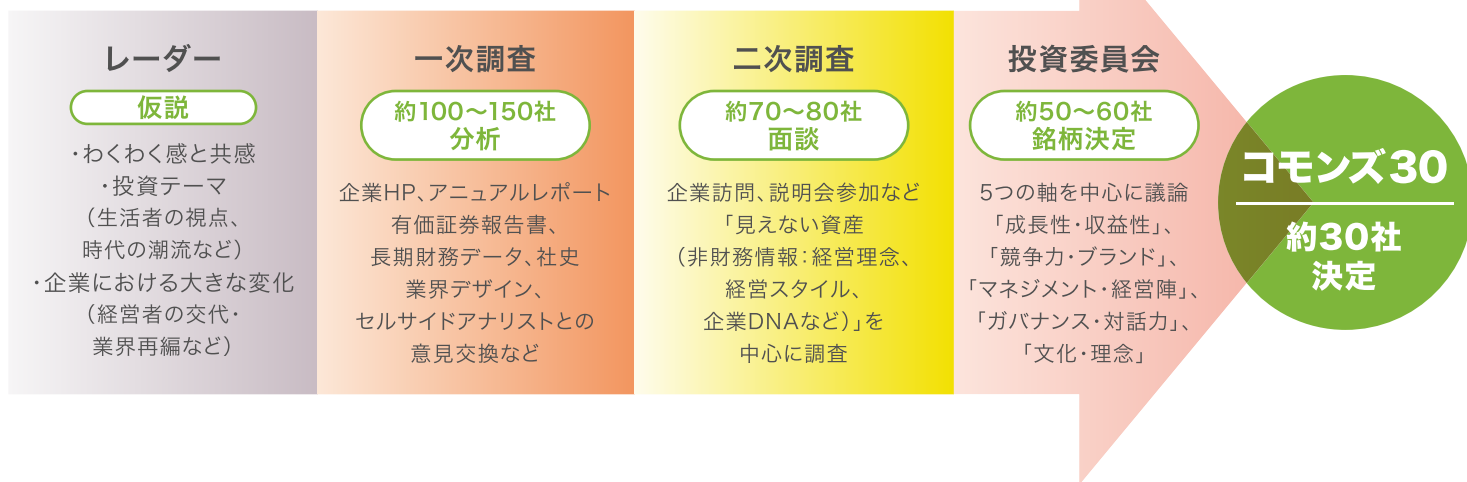 レーダー
仮説
・わくわく感と共感
・投資テーマ
（生活者の視点、
時代の潮流など）
・企業における大きな変化
（経営者の交代・
業界再編など）
一次調査
約100～150社
分析
企業HP、アニュアルレポート
有価証券報告書、
長期財務データ、社史
業界デザイン、
セルサイドアナリストとの
意見交換など
二次調査
約70～80社
面談
企業訪問、説明会参加など
「見えない資産
（非財務情報：経営理念、
経営スタイル、
企業DNAなど）」を
中心に調査
投資委員会
約50～60社
銘柄決定
5つの軸を中心に議論
「成長性・収益性」、
「競争力・ブランド」、
「マネジメント・経営陣」、
「ガバナンス・対話力」、
「文化・理念」
コモンズ30
約30社
決定